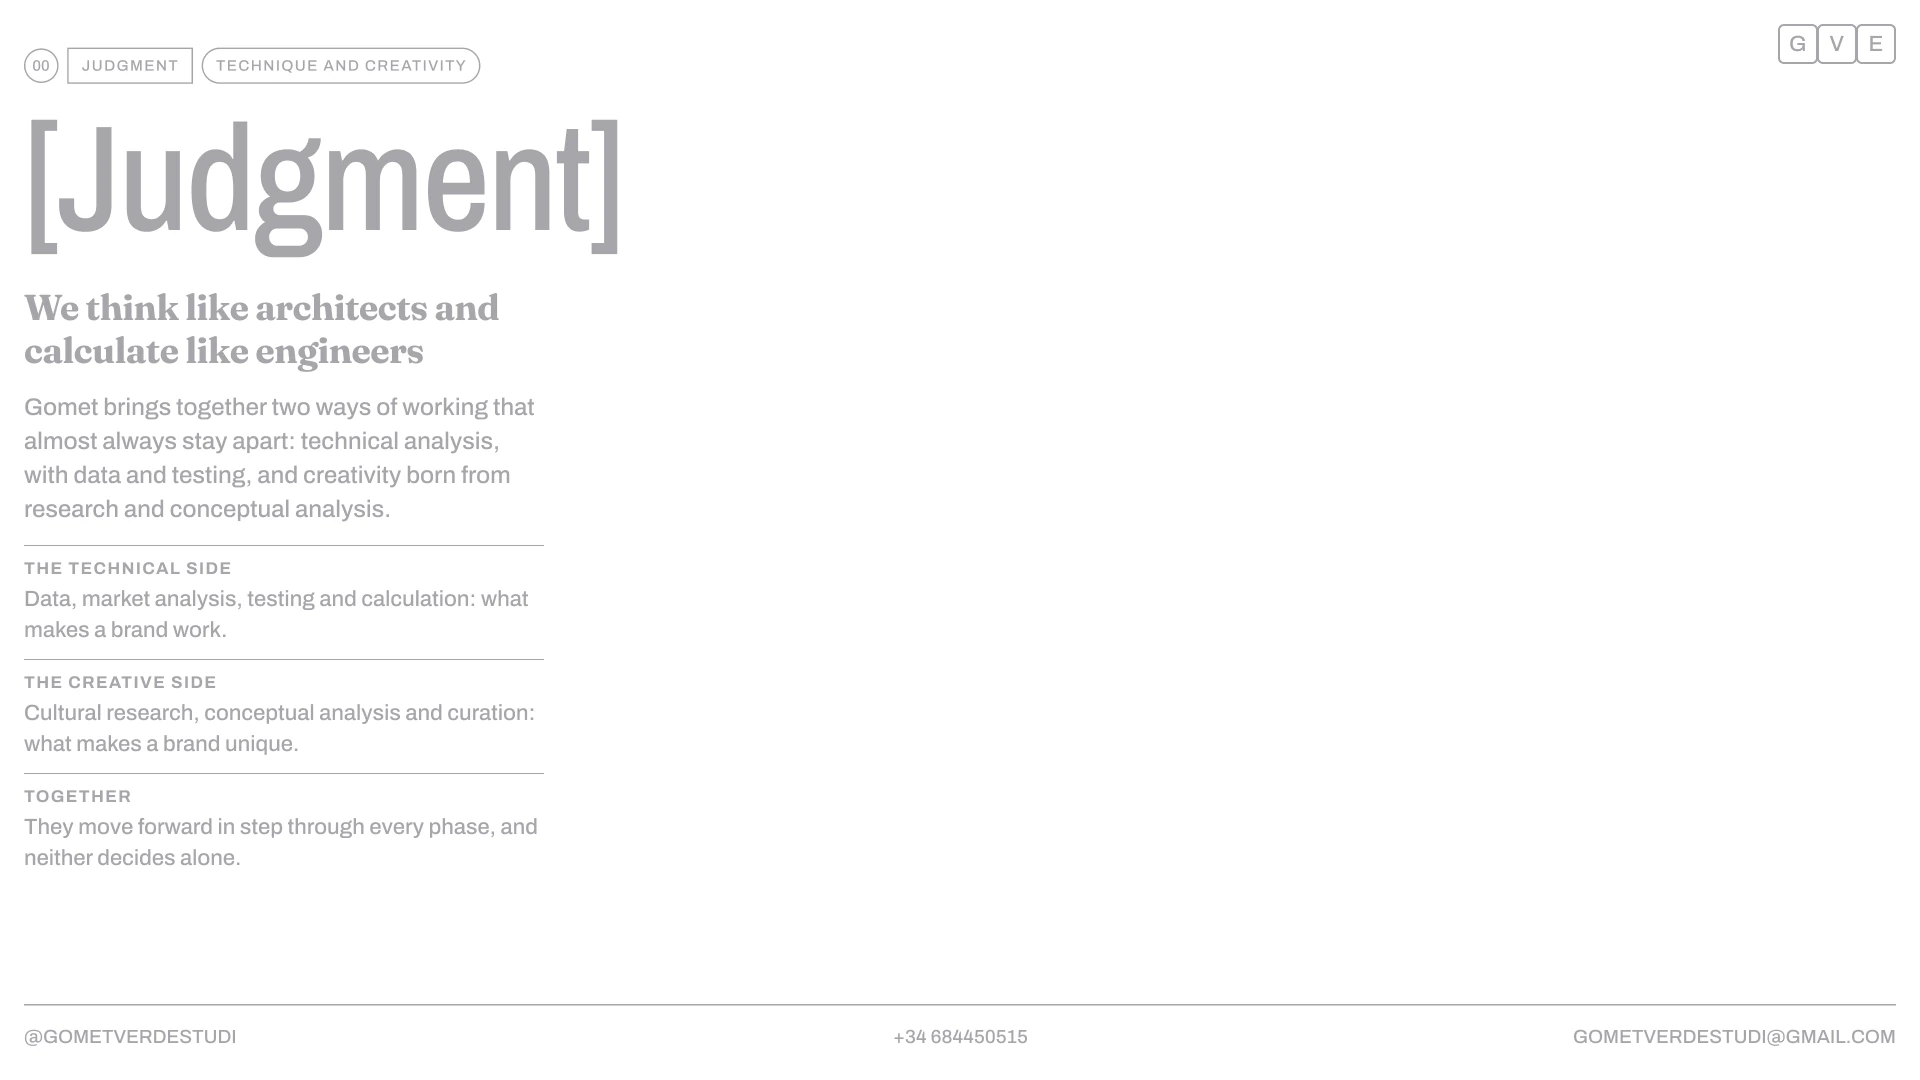 00 JUDGMENT TECHNIQUE AND CREATIVITY
G V E
[Judgment]
We think like architects and
calculate like engineers
Gomet brings together two ways of working that
almost always stay apart: technical analysis,
with data and testing, and creativity born from
research and conceptual analysis.
THE TECHNICAL SIDE
Data, market analysis, testing and calculation: what
makes a brand work.
THE CREATIVE SIDE
Cultural research, conceptual analysis and curation:
what makes a brand unique.
TOGETHER
They move forward in step through every phase, and
neither decides alone.
@GOMETVERDESTUDI
+34 684450515
GOMETVERDESTUDI@GMAIL.COM